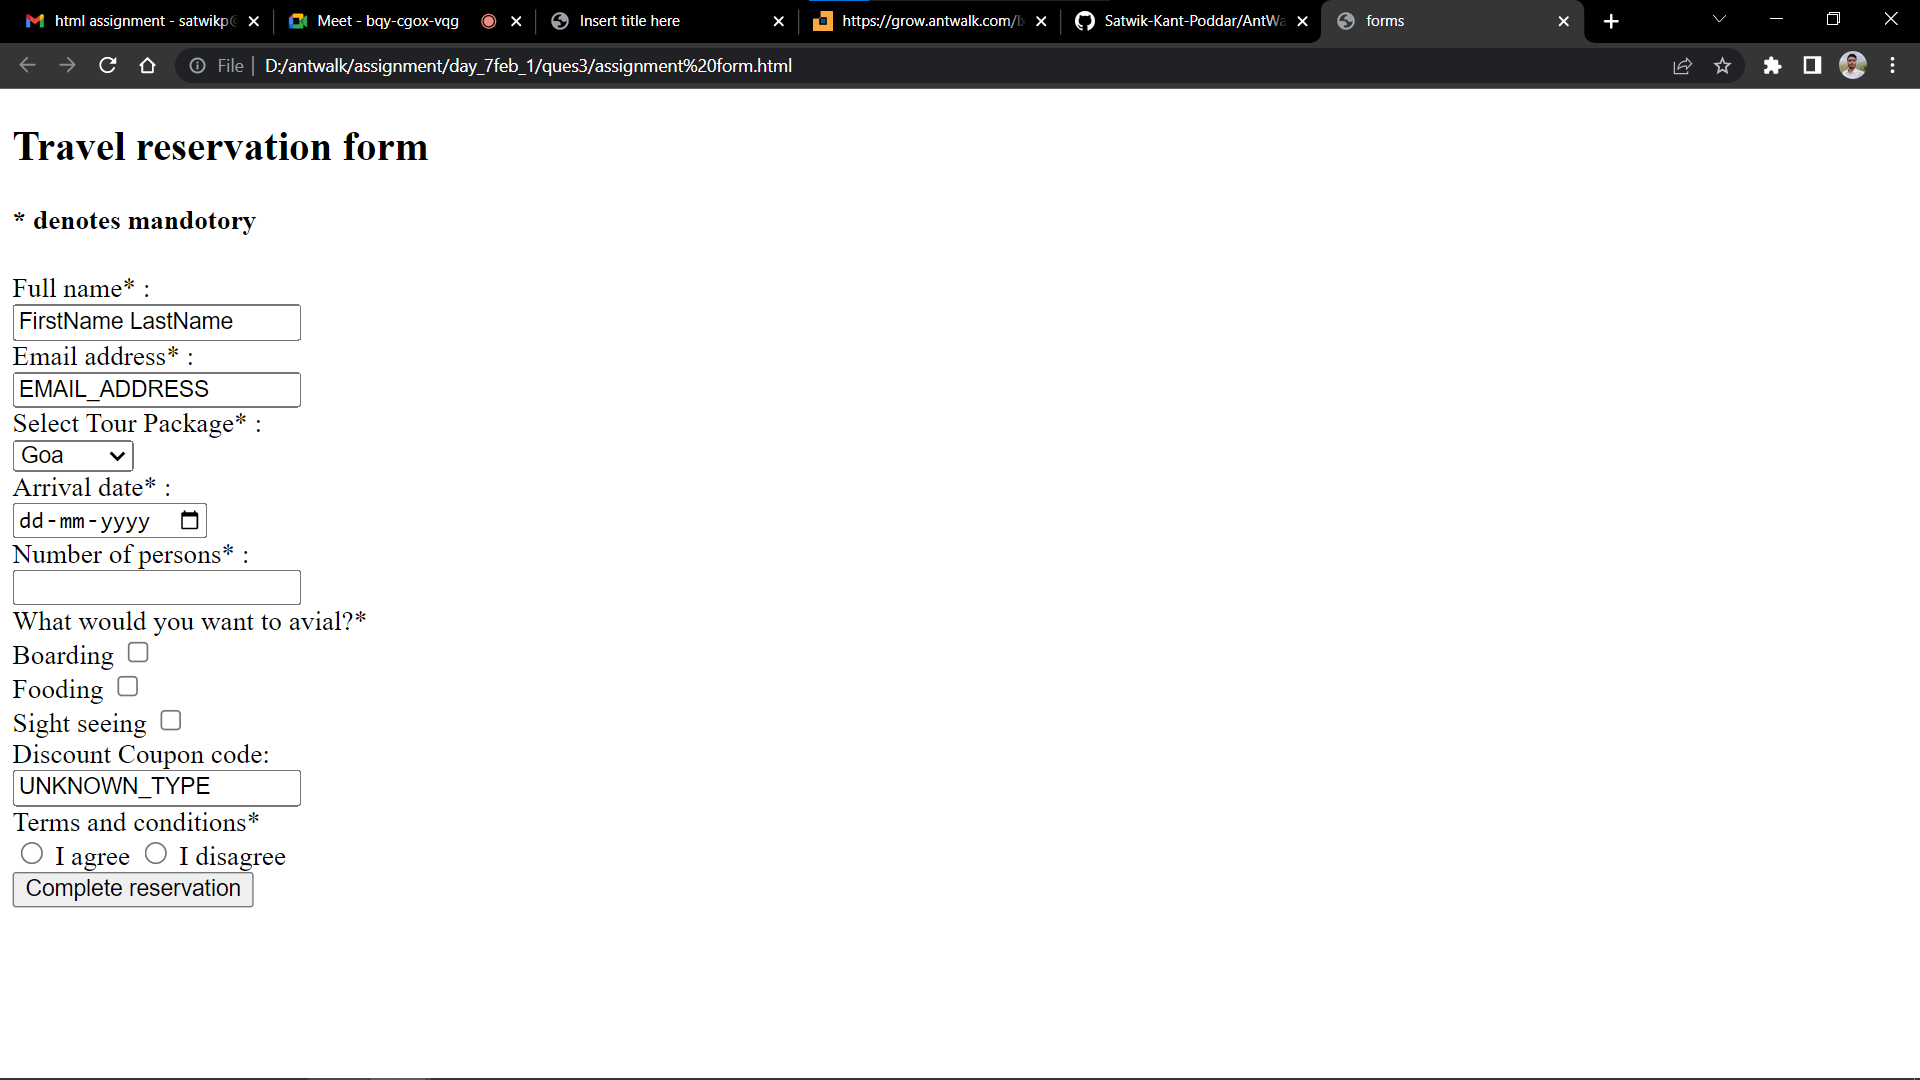 html assignment - satwikp@
Meet - bqy-cgox-vqg
Insert title here
https://grow.antwalk.com/
Satwik-Kant-Poddar/AntWa
forms
File
D:/antwalk/assignment/day_7feb_1/ques3/assignment%20form.html
Travel reservation form
* denotes mandotory
Full name* :
FirstName LastName
Email address* :
EMAIL_ADDRESS
Select Tour Package* :
Goa
Arrival date* :
dd-mm-yyyy
Number of persons* :
What would you want to avial?*
Boarding
Fooding
Sight seeing
Discount Coupon code:
UNKNOWN_TYPE
Terms and conditions*
I agree I disagree
Complete reservation